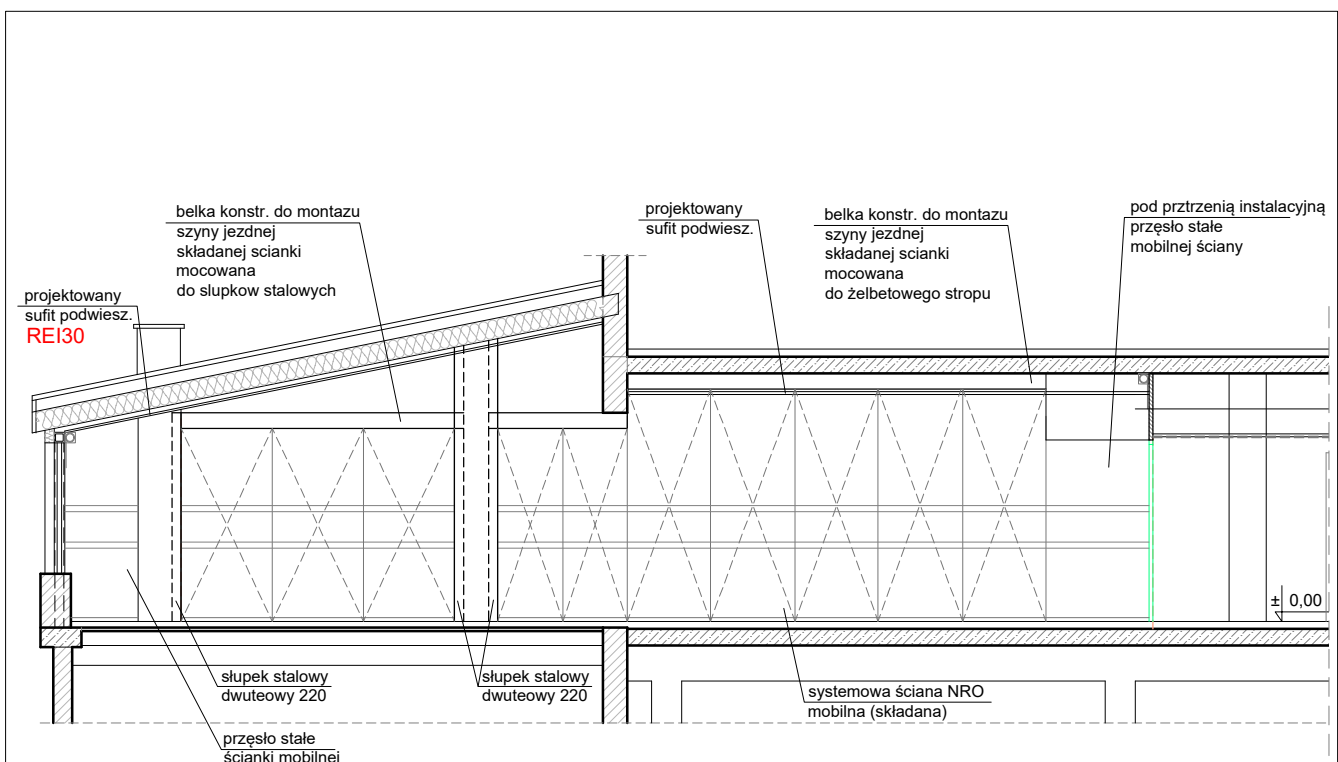 belka konstr. do montazu
szyny jezdnej
składanej scianki
mocowana
do slupkow stalowych
projektowany
sufit podwiesz.
belka konstr. do montazu
szyny jezdnej
składanej scianki
mocowana
do żelbetowego stropu
pod prztrzenią instalacyjną
przęsło stałe
mobilnej ściany
projektowany
sufit podwiesz.
REI30
± 0,00
słupek stalowy
dwuteowy 220
słupek stalowy
dwuteowy 220
systemowa ściana NRO
mobilna (składana)
przęsło stałe
ścianki mobilnej